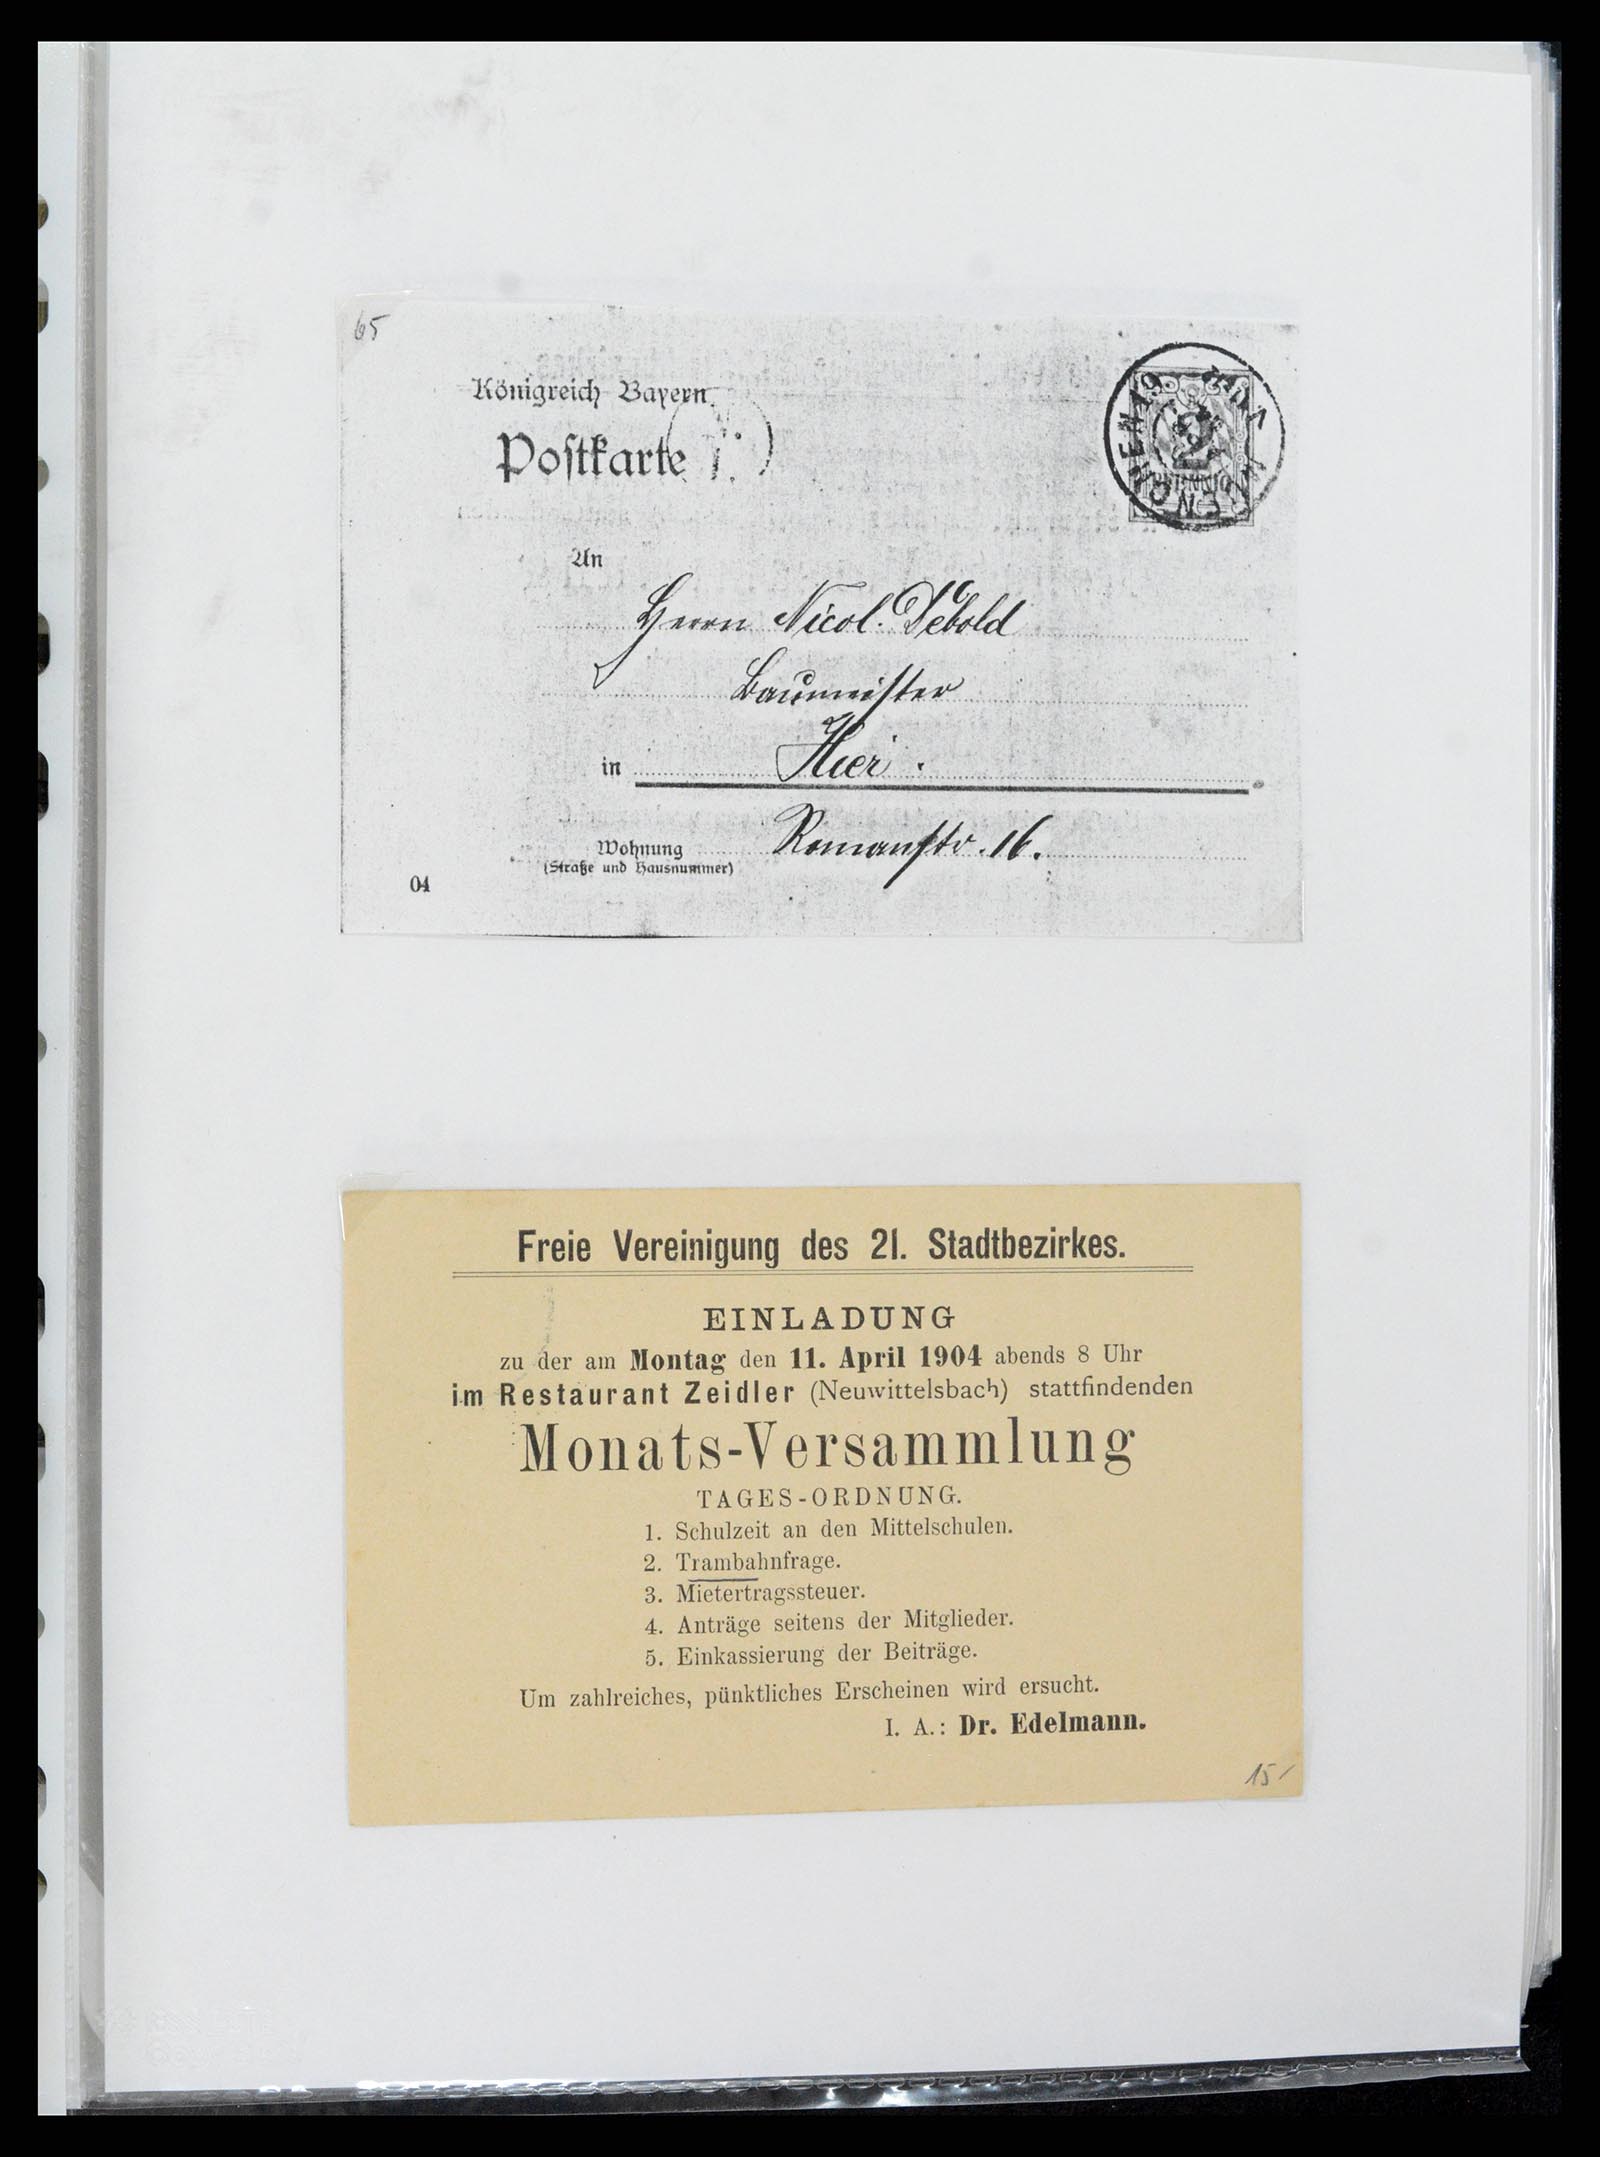 65
Königreich Bayern.
Postkarte
2
PFENNIG
An
Herrn Nicol. Debold
Baumeister
in Hier.
Wohnung Romanstr. 16.
(Straße und Hausnummer)
04
Freie Vereinigung des 21. Stadtbezirkes.
EINLADUNG
zu der am Montag den 11. April 1904 abends 8 Uhr
im Restaurant Zeidler (Neuwittelsbach) stattfindenden
Monats-Versammlung
TAGES-ORDNUNG.
1. Schulzeit an den Mittelschulen.
2. Trambahnfrage.
3. Mietertragssteuer.
4. Anträge seitens der Mitglieder.
5. Einkassierung der Beiträge.
Um zahlreiches, pünktliches Erscheinen wird ersucht.
I. A.: Dr. Edelmann.
15/